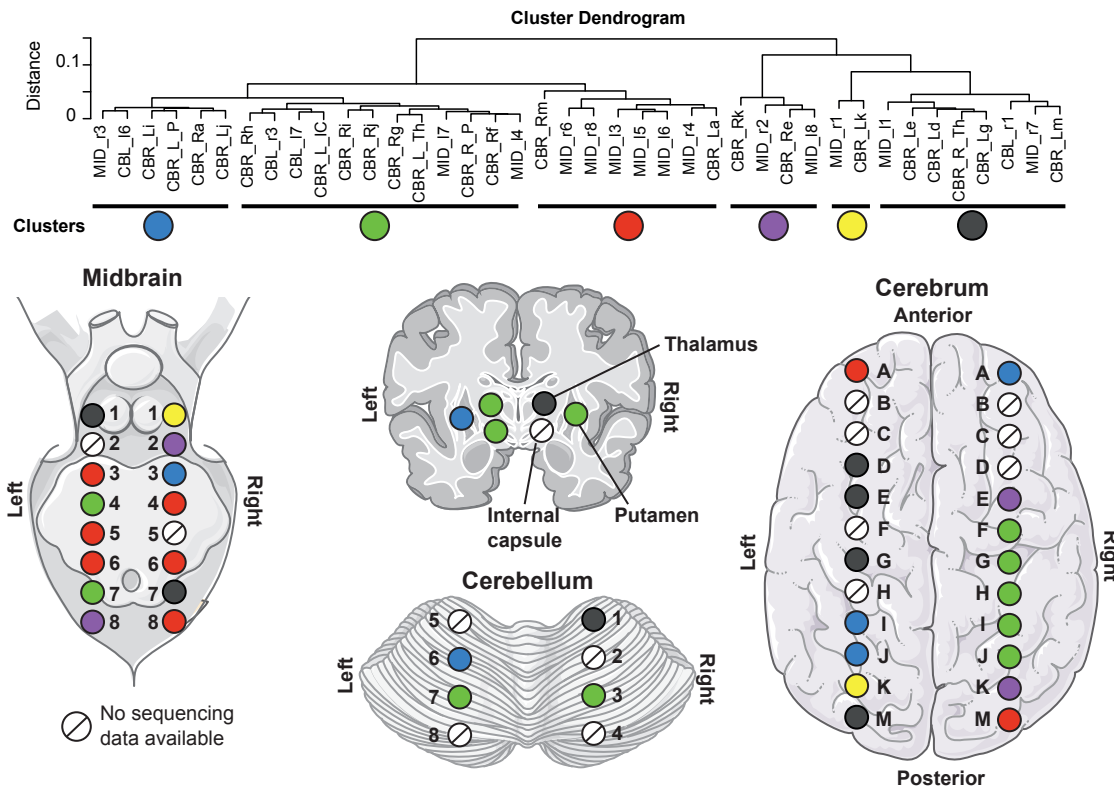 Cluster Dendrogram
Distance
0.1
0
MID_r3
CBL_l6
CBR_Li
CBR_L_P
CBR_Ra
CBR_Lj
CBR_Rh
CBL_r3
CBL_l7
CBR_L_IC
CBR_Ri
CBR_Rj
CBR_Rg
CBR_L_Th
MID_l7
CBR_R_P
CBR_Rf
MID_l4
CBR_Rm
MID_r6
MID_r8
MID_l3
MID_l5
MID_l6
MID_r4
CBR_La
CBR_Rk
MID_r2
CBR_Re
MID_l8
MID_r1
CBR_Lk
MID_l1
CBR_Le
CBR_Ld
CBR_R_Th
CBR_Lg
CBL_r1
MID_r7
CBR_Lm
Clusters
Midbrain
Left
Right
1 1
2 2
3 3
4 4
5 5
6 6
7 7
8 8
No sequencing
data available
Left
Right
Thalamus
Internal
capsule
Putamen
Cerebellum
Left
Right
5 1
6 2
7 3
8 4
Cerebrum
Anterior
Left
Right
A A
B B
C C
D D
E E
F F
G G
H H
I I
J J
K K
M M
Posterior